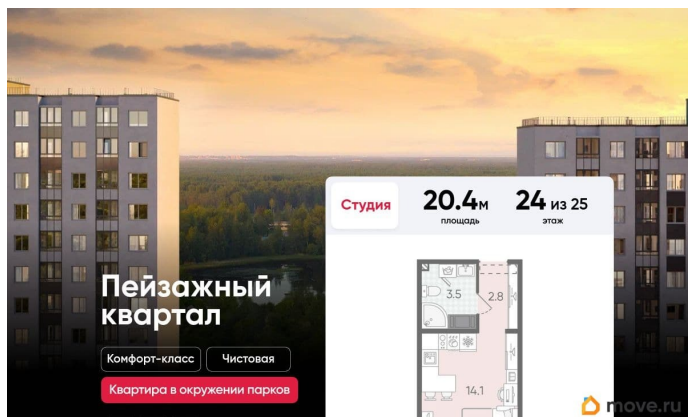 Студия
20.4м
площадь
24 из 25
этаж
3.5
2.8
14.1
Пейзажный
квартал
Комфорт-класс
Чистовая
Квартира в окружении парков
move.ru